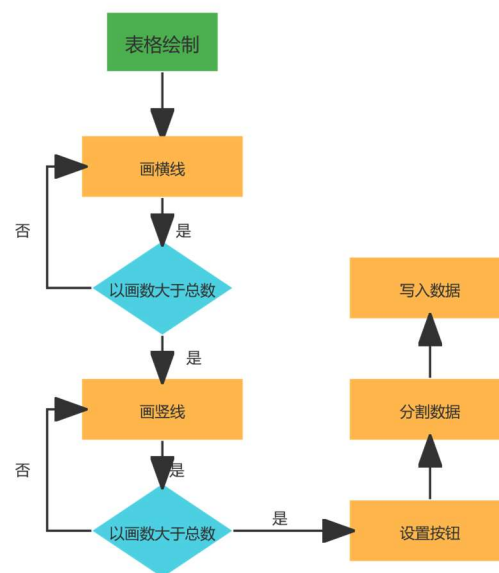 表格绘制
画横线
否
是
以画数大于总数
写入数据
是
画竖线
分割数据
否
是
以画数大于总数
是
设置按钮